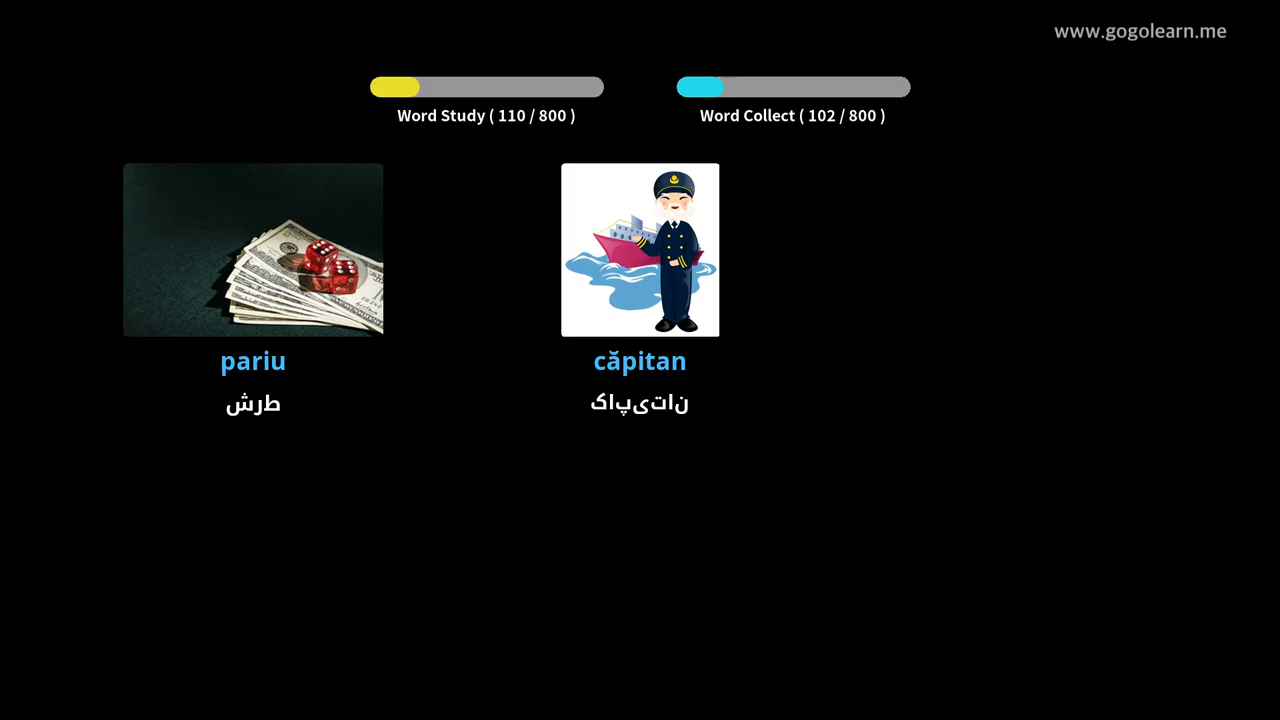 www.gogolearn.me
Word Study ( 110 / 800 )
Word Collect ( 102 / 800 )
pariu
căpitan
طرش
ناتیپاک